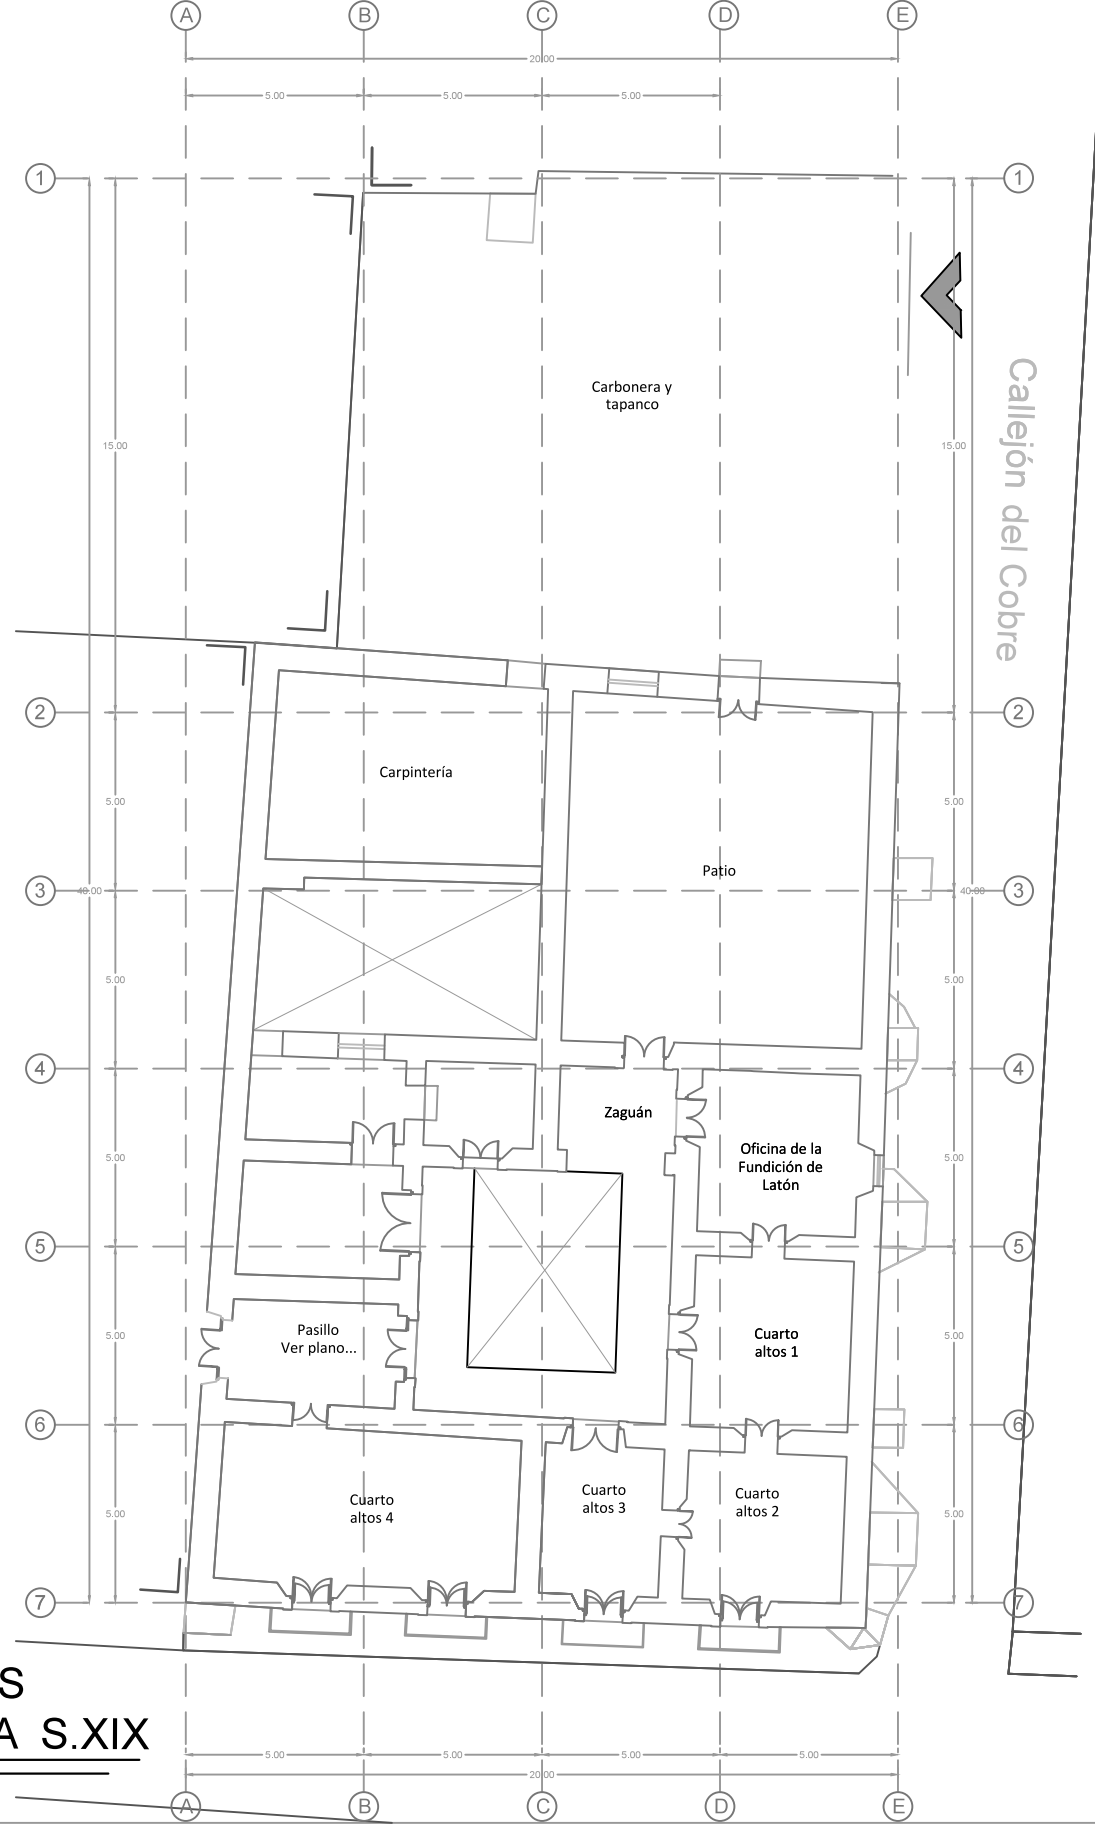 A B C D E
20.00
5.00 5.00 5.00
1 1
Carbonera y
tapanco
Callejón del Cobre
15.00 15.00
2 2
Carpintería
5.00 5.00
Patio
3 40.00 40.00 3
5.00 5.00
4 4
Zaguán
Oficina de la
Fundición de
Latón
5.00 5.00
5 5
Pasillo
Ver plano...
Cuarto
altos 1
5.00 5.00
6 6
Cuarto
altos 4
Cuarto
altos 3
Cuarto
altos 2
5.00 5.00
7 7
S
A S.XIX
5.00 5.00 5.00 5.00
20.00
A B C D E